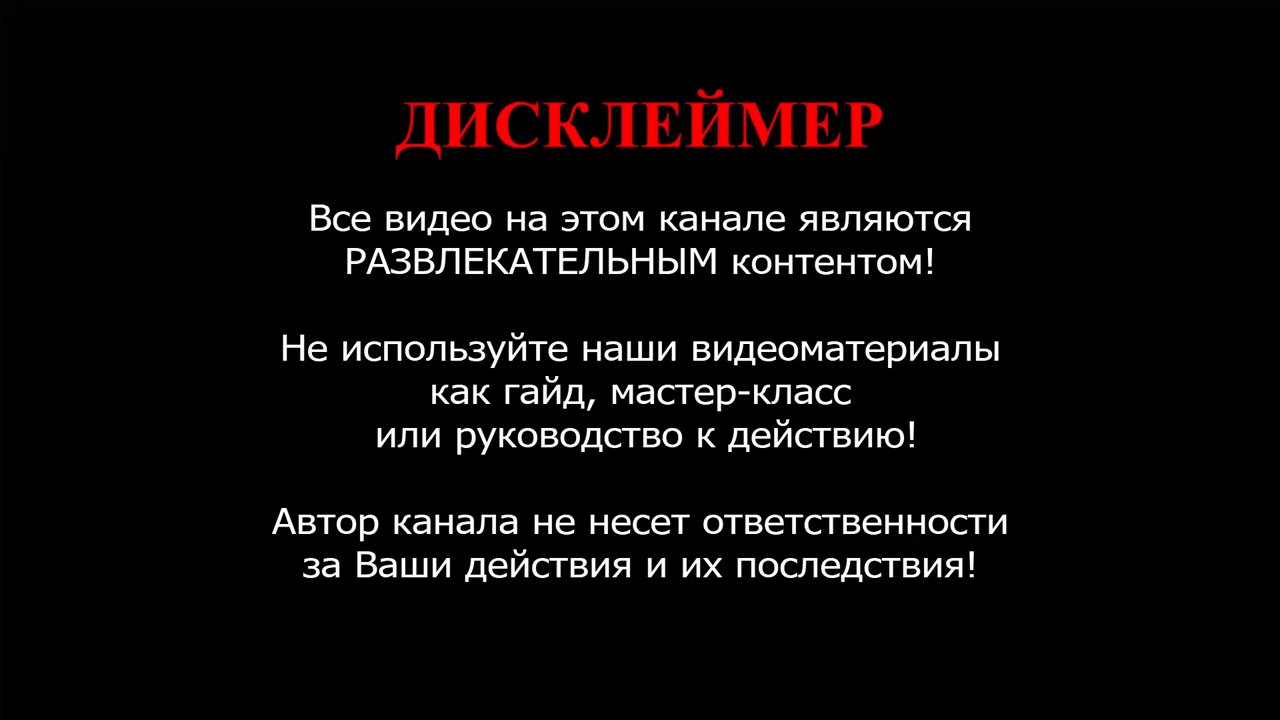 ДИСКЛЕЙМЕР
Все видео на этом канале являются
РАЗВЛЕКАТЕЛЬНЫМ контентом!
Не используйте наши видеоматериалы
как гайд, мастер-класс
или руководство к действию!
Автор канала не несет ответственности
за Ваши действия и их последствия!